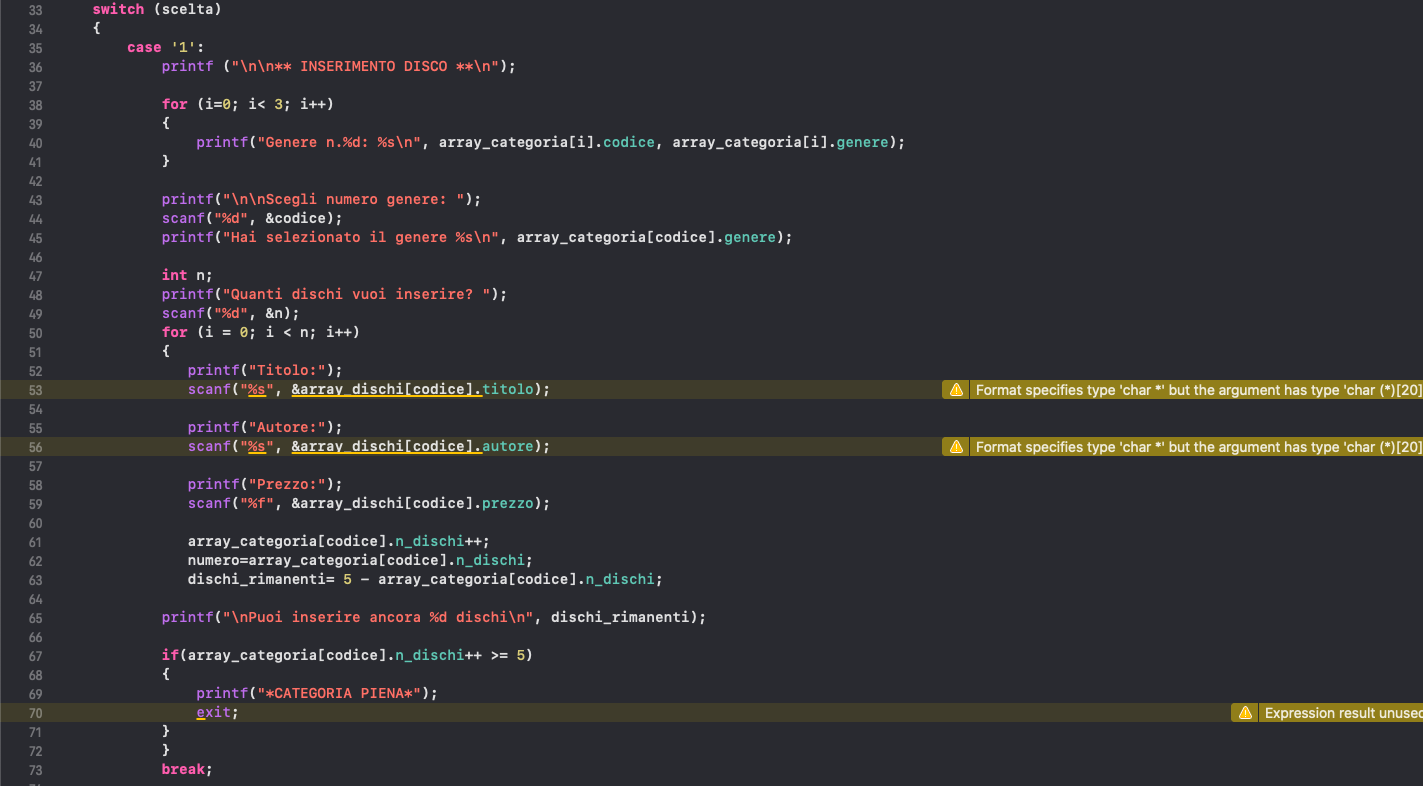 33 switch (scelta)
34 {
35 case '1':
36 printf ("\n\n** INSERIMENTO DISCO **\n");
37
38 for (i=0; i< 3; i++)
39 {
40 printf("Genere n.%d: %s\n", array_categoria[i].codice, array_categoria[i].genere);
41 }
42
43 printf("\n\nScegli numero genere: ");
44 scanf("%d", &codice);
45 printf("Hai selezionato il genere %s\n", array_categoria[codice].genere);
46
47 int n;
48 printf("Quanti dischi vuoi inserire? ");
49 scanf("%d", &n);
50 for (i = 0; i < n; i++)
51 {
52 printf("Titolo:");
53 scanf("%s", &array_dischi[codice].titolo); Format specifies type 'char *' but the argument has type 'char (*)[20]
54
55 printf("Autore:");
56 scanf("%s", &array_dischi[codice].autore); Format specifies type 'char *' but the argument has type 'char (*)[20]
57
58 printf("Prezzo:");
59 scanf("%f", &array_dischi[codice].prezzo);
60
61 array_categoria[codice].n_dischi++;
62 numero=array_categoria[codice].n_dischi;
63 dischi_rimanenti= 5 - array_categoria[codice].n_dischi;
64
65 printf("\nPuoi inserire ancora %d dischi\n", dischi_rimanenti);
66
67 if(array_categoria[codice].n_dischi++ >= 5)
68 {
69 printf("*CATEGORIA PIENA*");
70 exit; Expression result unused
71 }
72 }
73 break;